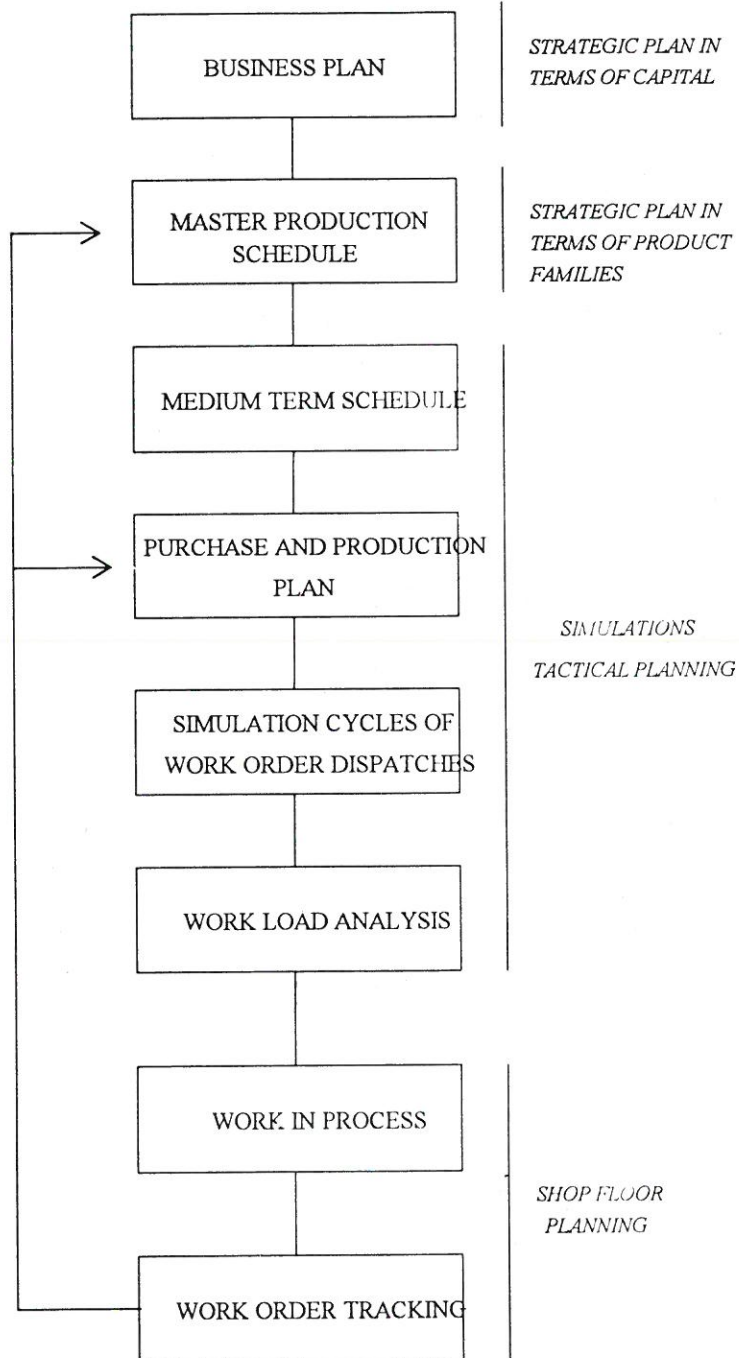 BUSINESS PLAN
STRATEGIC PLAN IN
TERMS OF CAPITAL
MASTER PRODUCTION
SCHEDULE
STRATEGIC PLAN IN
TERMS OF PRODUCT
FAMILIES
MEDIUM TERM SCHEDULE
PURCHASE AND PRODUCTION
PLAN
SIMULATIONS
TACTICAL PLANNING
SIMULATION CYCLES OF
WORK ORDER DISPATCHES
WORK LOAD ANALYSIS
WORK IN PROCESS
SHOP FLOOR
PLANNING
WORK ORDER TRACKING